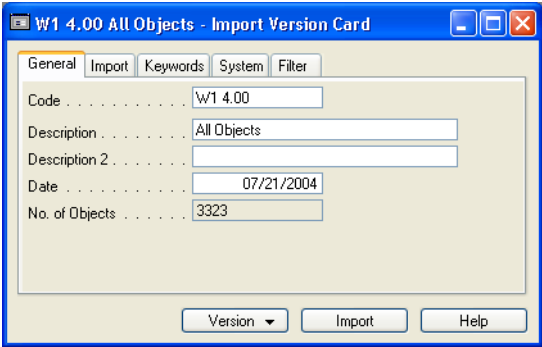 W1 4.00 All Objects - Import Version Card
General Import Keywords System Filter
Code . . . . . . . . . . . W1 4.00
Description . . . . . . . . All Objects
Description 2 . . . . . . .
Date . . . . . . . . . . . 07/21/2004
No. of Objects . . . . . . 3323
Version Import Help